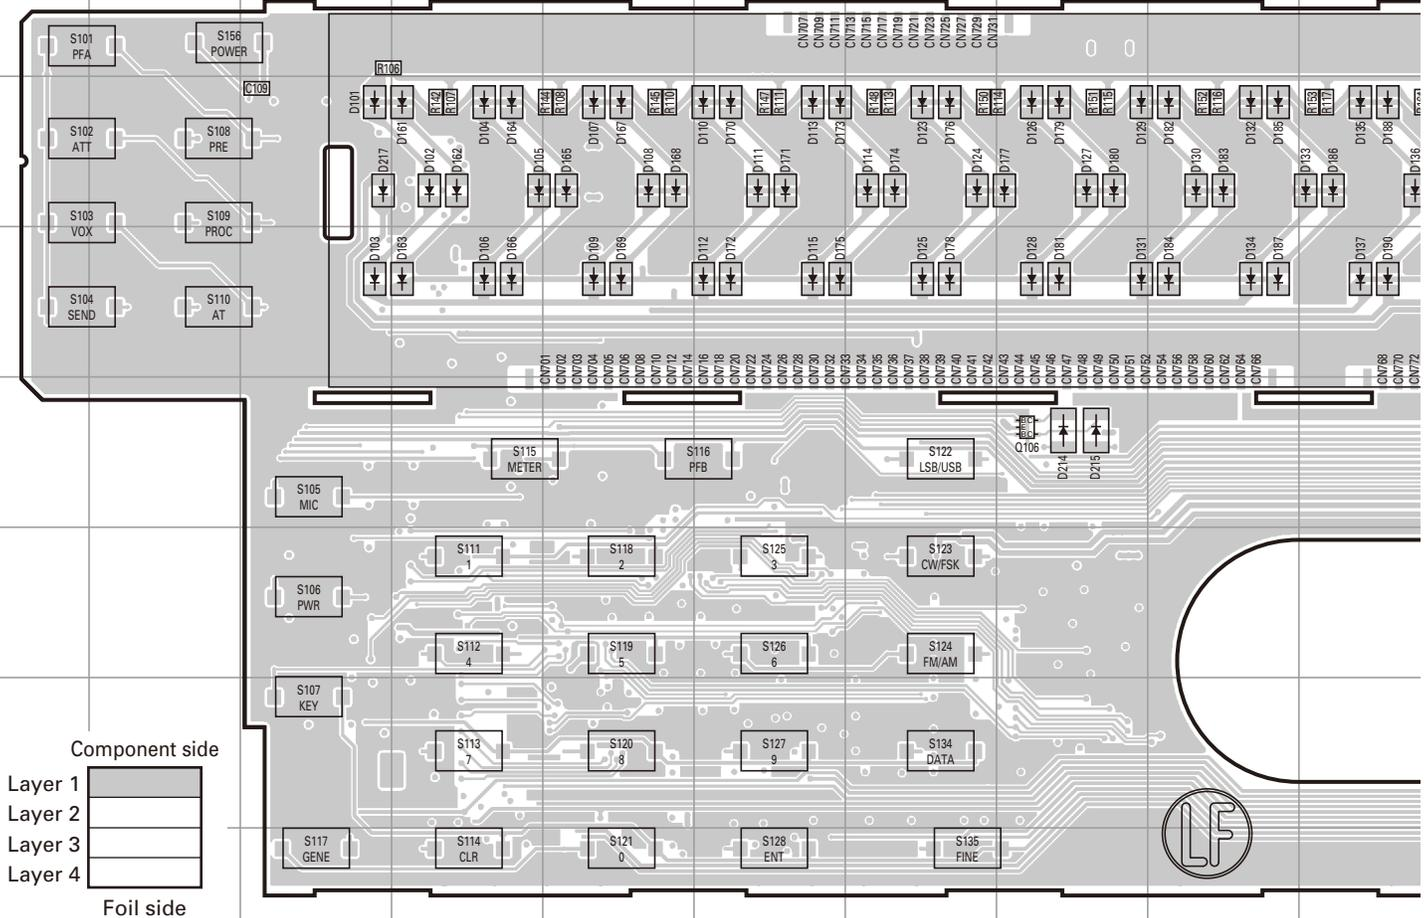 CN707 CN709 CN711 CN713 CN715 CN717 CN719 CN721 CN723 CN725 CN727 CN729 CN731
S101
PFA
S156
POWER
R106
C109
D101
R142 R107 R144 R108 R145 R110 R147 R111 R148 R113 R150 R114 R151 R115 R152 R116 R153 R117
D161 D104 D164 D107 D167 D110 D170 D113 D173 D123 D176 D126 D179 D129 D182 D132 D185 D135 D188
S102
ATT
S108
PRE
D217 D102 D162 D105 D165 D108 D168 D111 D171 D114 D174 D124 D177 D127 D180 D130 D183 D133 D186 D136
S103
VOX
S109
PROC
D103 D163 D106 D166 D109 D169 D112 D172 D115 D175 D125 D178 D128 D181 D131 D184 D134 D187 D137 D190
S104
SEND
S110
AT
CN701 CN702 CN703 CN704 CN705 CN706 CN708 CN710 CN712 CN714 CN716 CN718 CN720 CN722 CN724 CN726 CN728 CN730 CN732 CN733 CN734 CN735 CN736 CN737 CN738 CN739 CN740 CN741 CN742 CN743 CN744 CN745 CN746 CN747 CN748 CN749 CN750 CN751 CN752 CN754 CN756 CN758 CN760 CN762 CN764 CN766 CN768 CN770 CN772
Q106
D214 D215
S115
METER
S116
PFB
S122
LSB/USB
S105
MIC
S111
1
S118
2
S125
3
S123
CW/FSK
S106
PWR
S112
4
S119
5
S126
6
S124
FM/AM
S107
KEY
S113
7
S120
8
S127
9
S134
DATA
Component side
Layer 1
Layer 2
Layer 3
Layer 4
Foil side
S117
GENE
S114
CLR
S121
0
S128
ENT
S135
FINE
LF